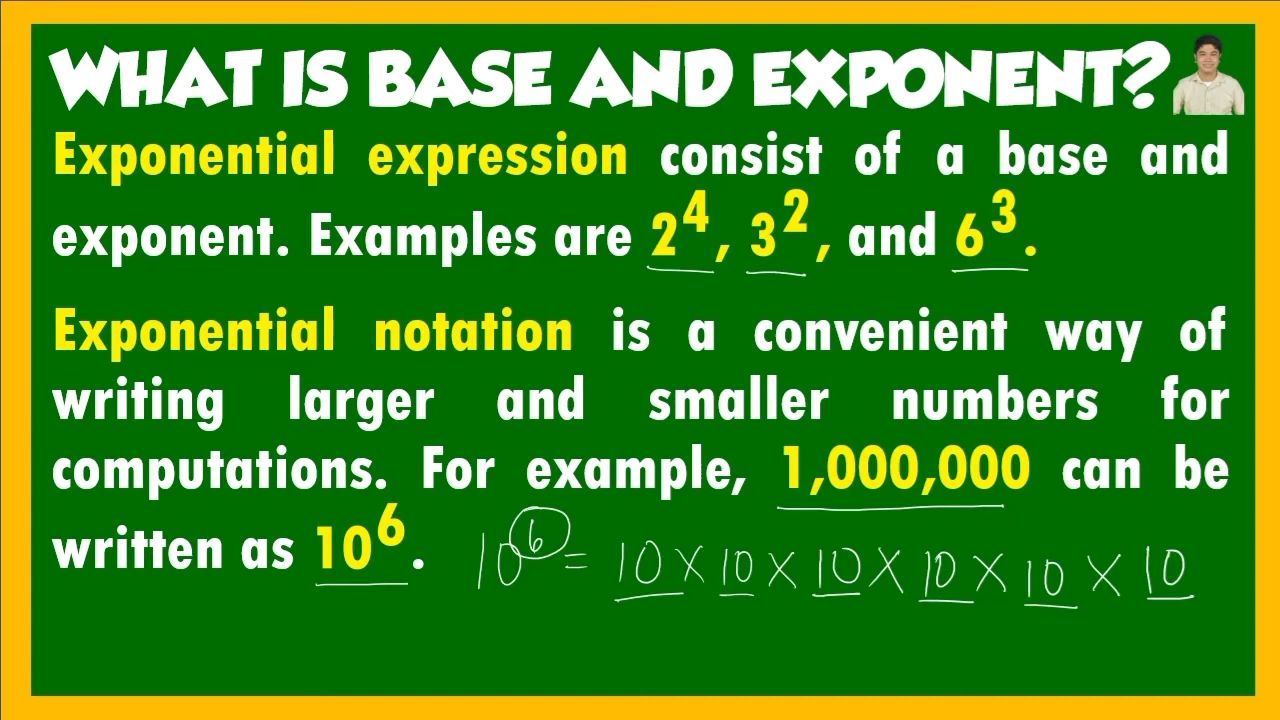 WHAT IS BASE AND EXPONENT?
Exponential expression consist of a base and
exponent. Examples are 2⁴, 3², and 6³.
Exponential notation is a convenient way of
writing larger and smaller numbers for
computations. For example, 1,000,000 can be
written as 10⁶. 10⁶ = 10 × 10 × 10 × 10 × 10 × 10